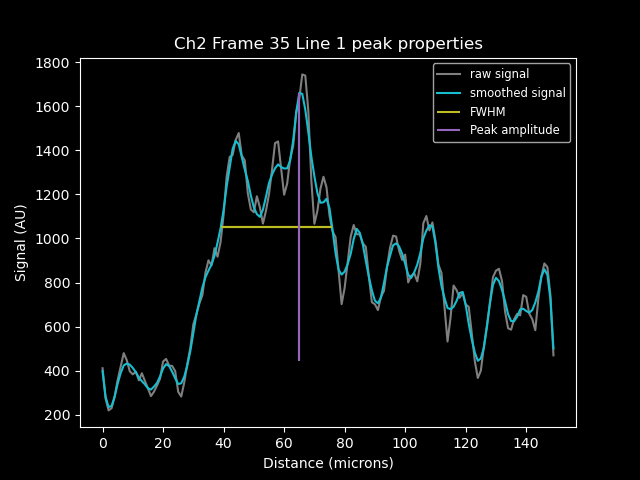 Ch2 Frame 35 Line 1 peak properties
raw signal
smoothed signal
FWHM
Peak amplitude
Signal (AU)
1800
1600
1400
1200
1000
800
600
400
200
0 20 40 60 80 100 120 140
Distance (microns)